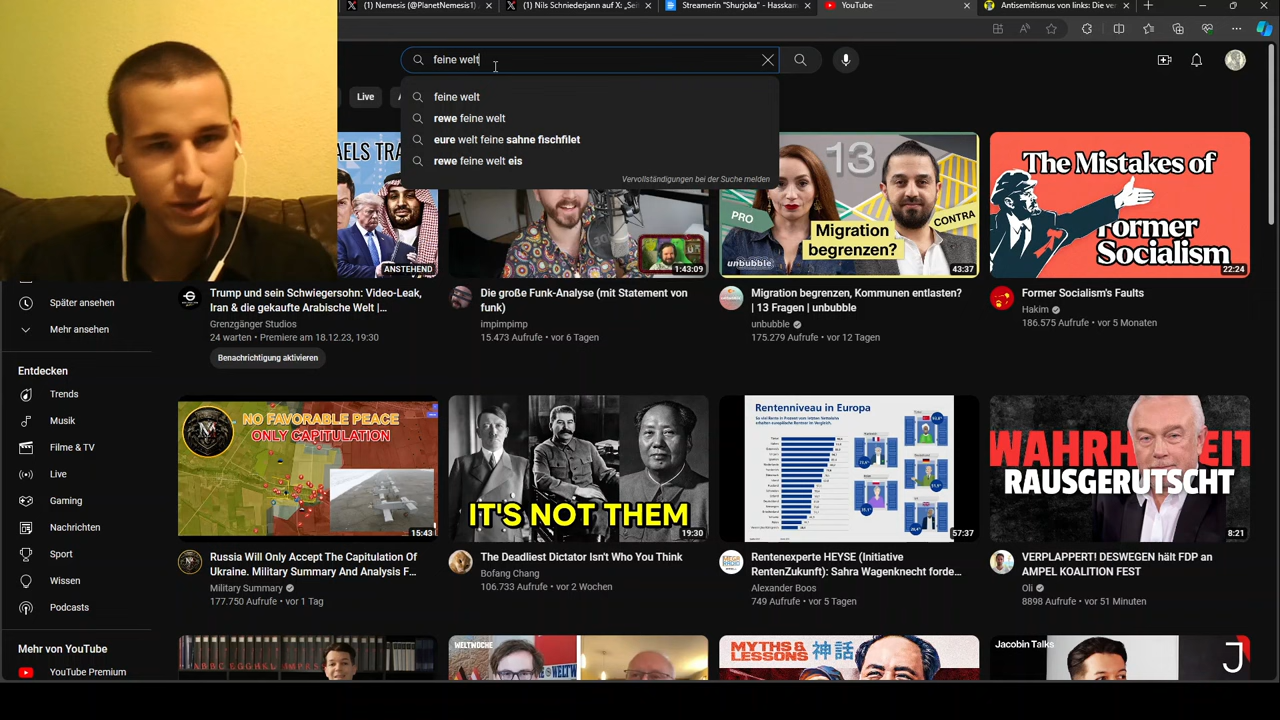 (1) Nemesis (@PlanetNemesis1)
(1) Nils Schniederjann auf X: „Sei
Streamerin "Shurjoka" - Hasskam
YouTube
Antisemitismus von links: Die ve
feine welt
Live
feine welt
rewe feine welt
eure welt feine sahne fischfilet
rewe feine welt eis
Vervollständigungen bei der Suche melden
ANSTEHEND
1:43:09
13
PRO
CONTRA
Migration
begrenzen?
unbubble
43:37
The Mistakes of
Former
Socialism
22:24
Später ansehen
Mehr ansehen
Trump und sein Schwiegersohn: Video-Leak,
Iran & die gekaufte Arabische Welt |...
Grenzgänger Studios
24 warten • Premiere am 18.12.23, 19:30
Benachrichtigung aktivieren
Die große Funk-Analyse (mit Statement von
funk)
impimpimp
15.473 Aufrufe • vor 6 Tagen
Migration begrenzen, Kommunen entlasten?
| 13 Fragen | unbubble
unbubble
175.279 Aufrufe • vor 12 Tagen
Former Socialism's Faults
Hakim
186.575 Aufrufe • vor 5 Monaten
Entdecken
Trends
Musik
Filme & TV
Live
Gaming
Nachrichten
Sport
Wissen
Podcasts
Mehr von YouTube
YouTube Premium
NO FAVORABLE PEACE
ONLY CAPITULATION
15:43
IT'S NOT THEM
19:30
Rentenniveau in Europa
57:37
WAHRHEIT
RAUSGERUTSCHT
8:21
Russia Will Only Accept The Capitulation Of
Ukraine. Military Summary And Analysis F...
Military Summary
177.750 Aufrufe • vor 1 Tag
The Deadliest Dictator Isn't Who You Think
Bofang Chang
106.733 Aufrufe • vor 2 Wochen
Rentenexperte HEYSE (Initiative
RentenZukunft): Sahra Wagenknecht forde...
Alexander Boos
749 Aufrufe • vor 5 Tagen
VERPLAPPERT! DESWEGEN hält FDP an
AMPEL KOALITION FEST
Oli
8898 Aufrufe • vor 51 Minuten
WELTWOCHE
MYTHS &
LESSONS
神話
Jacobin Talks
J